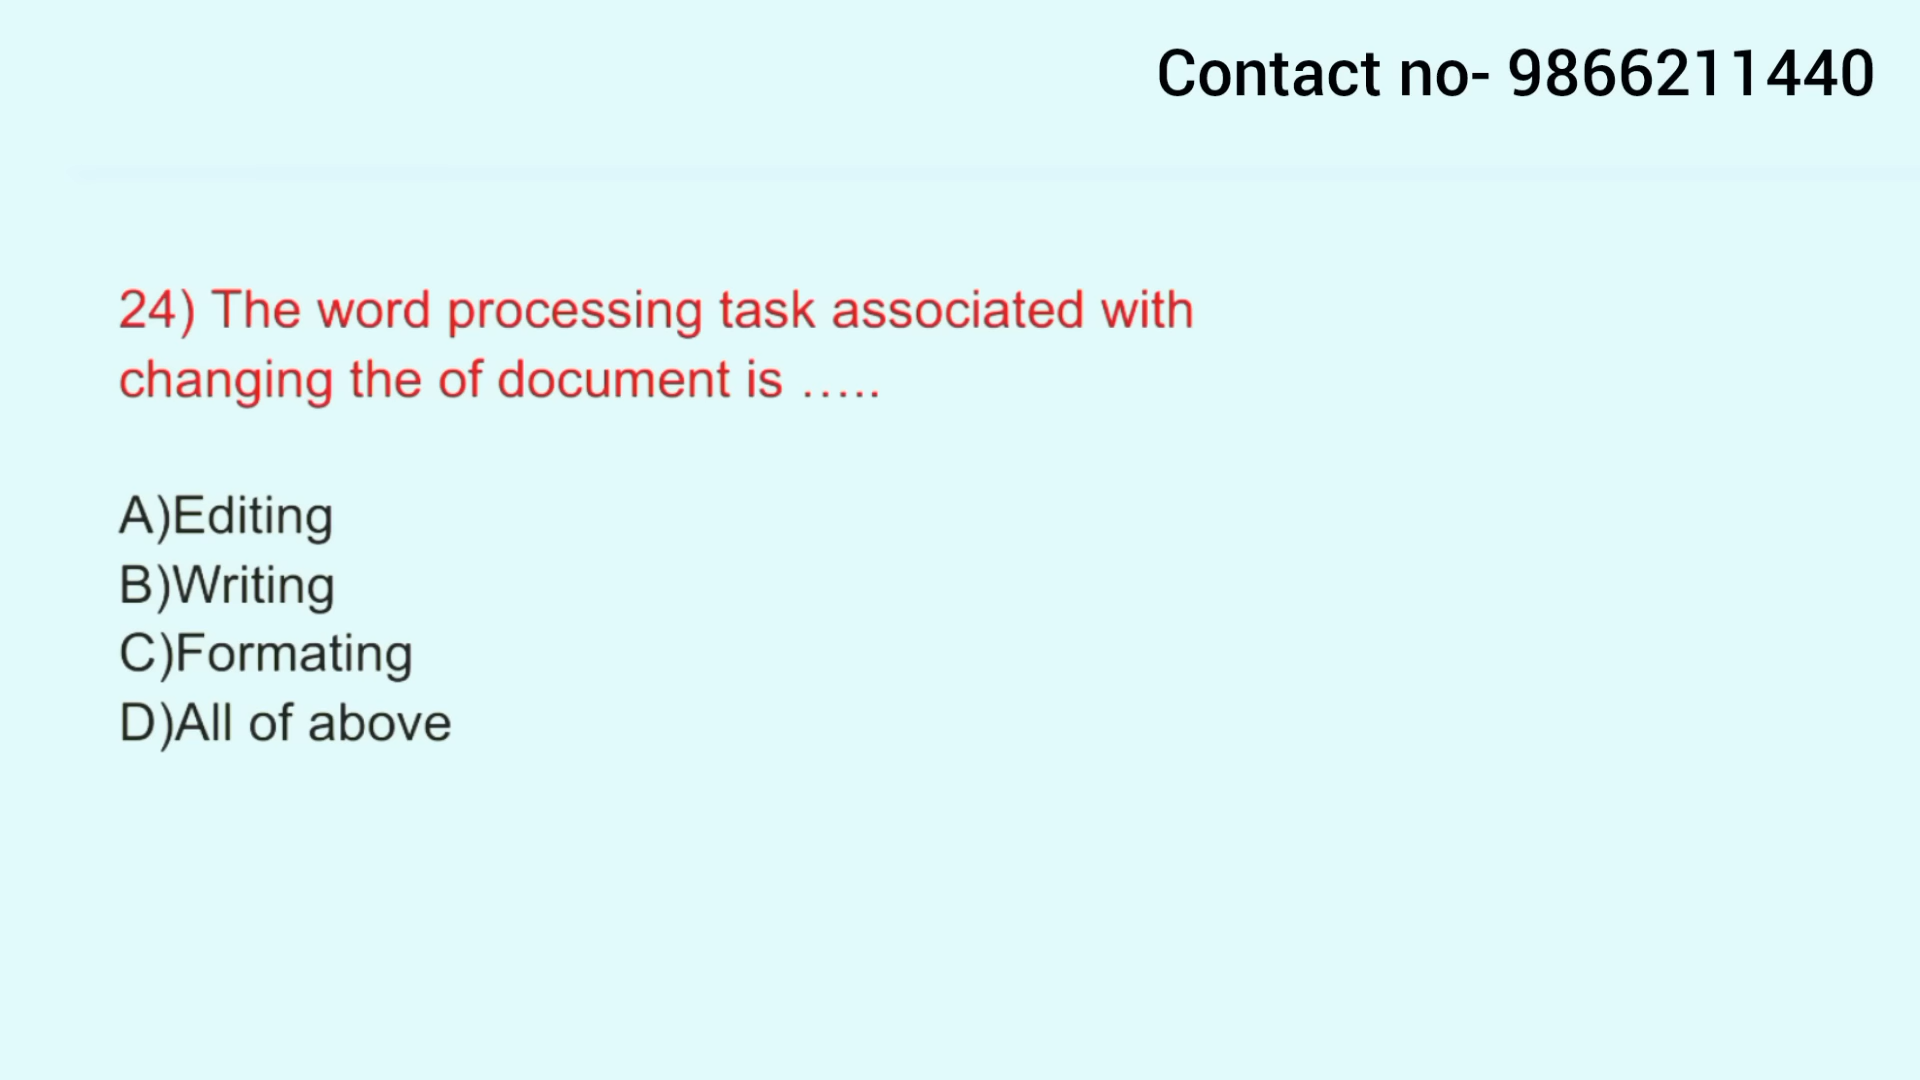 Contact no- 9866211440
24) The word processing task associated with
changing the of document is .....
A)Editing
B)Writing
C)Formating
D)All of above